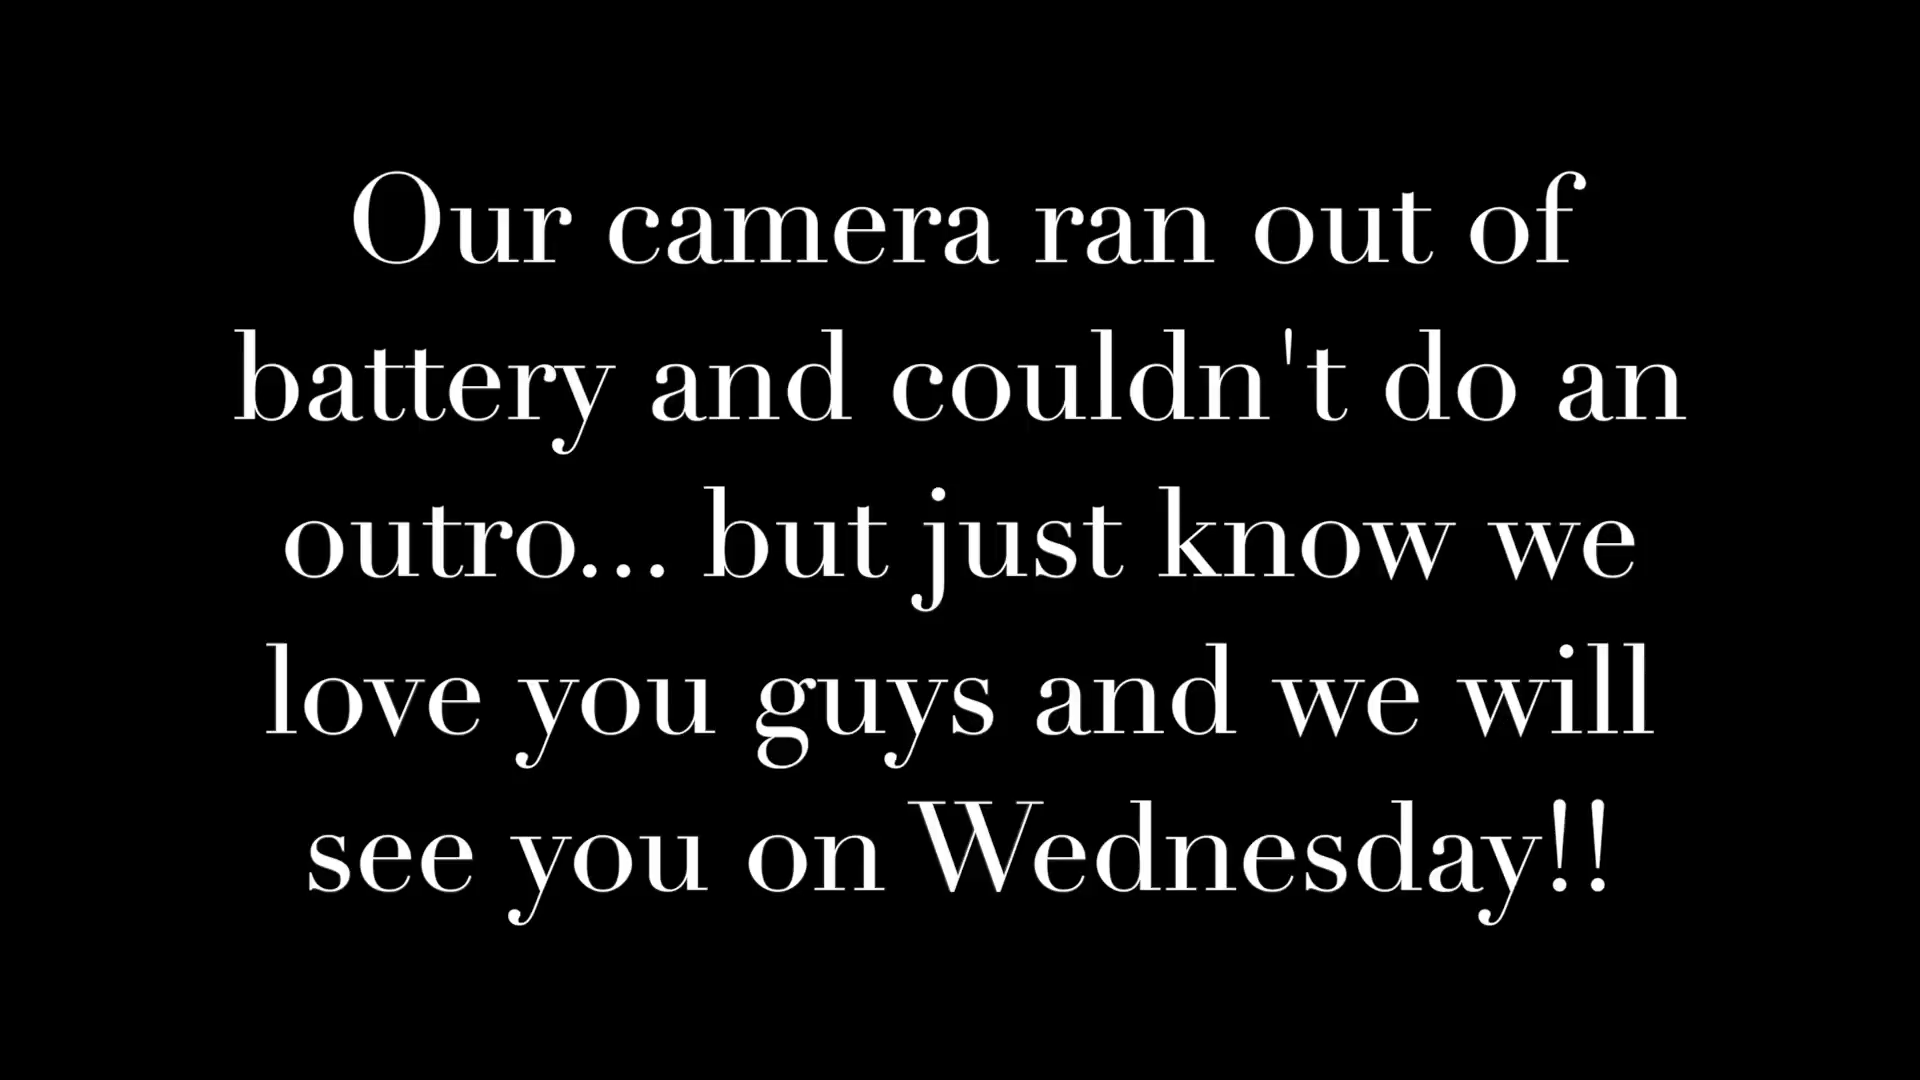 Our camera ran out of
battery and couldn't do an
outro... but just know we
love you guys and we will
see you on Wednesday!!